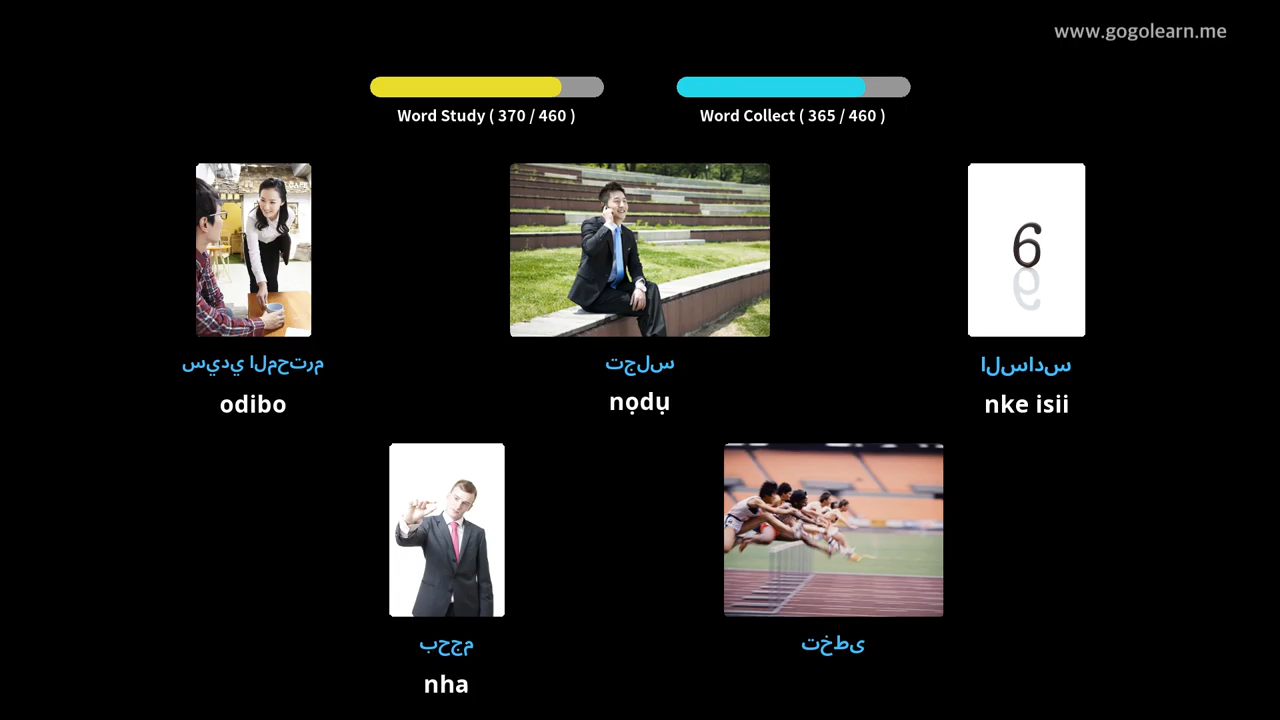 www.gogolearn.me
Word Study ( 370 / 460 )
Word Collect ( 365 / 460 )
6
سيدي المحترم
odibo
تجلس
nọdụ
السادس
nke isii
بحجم
nha
تخطى